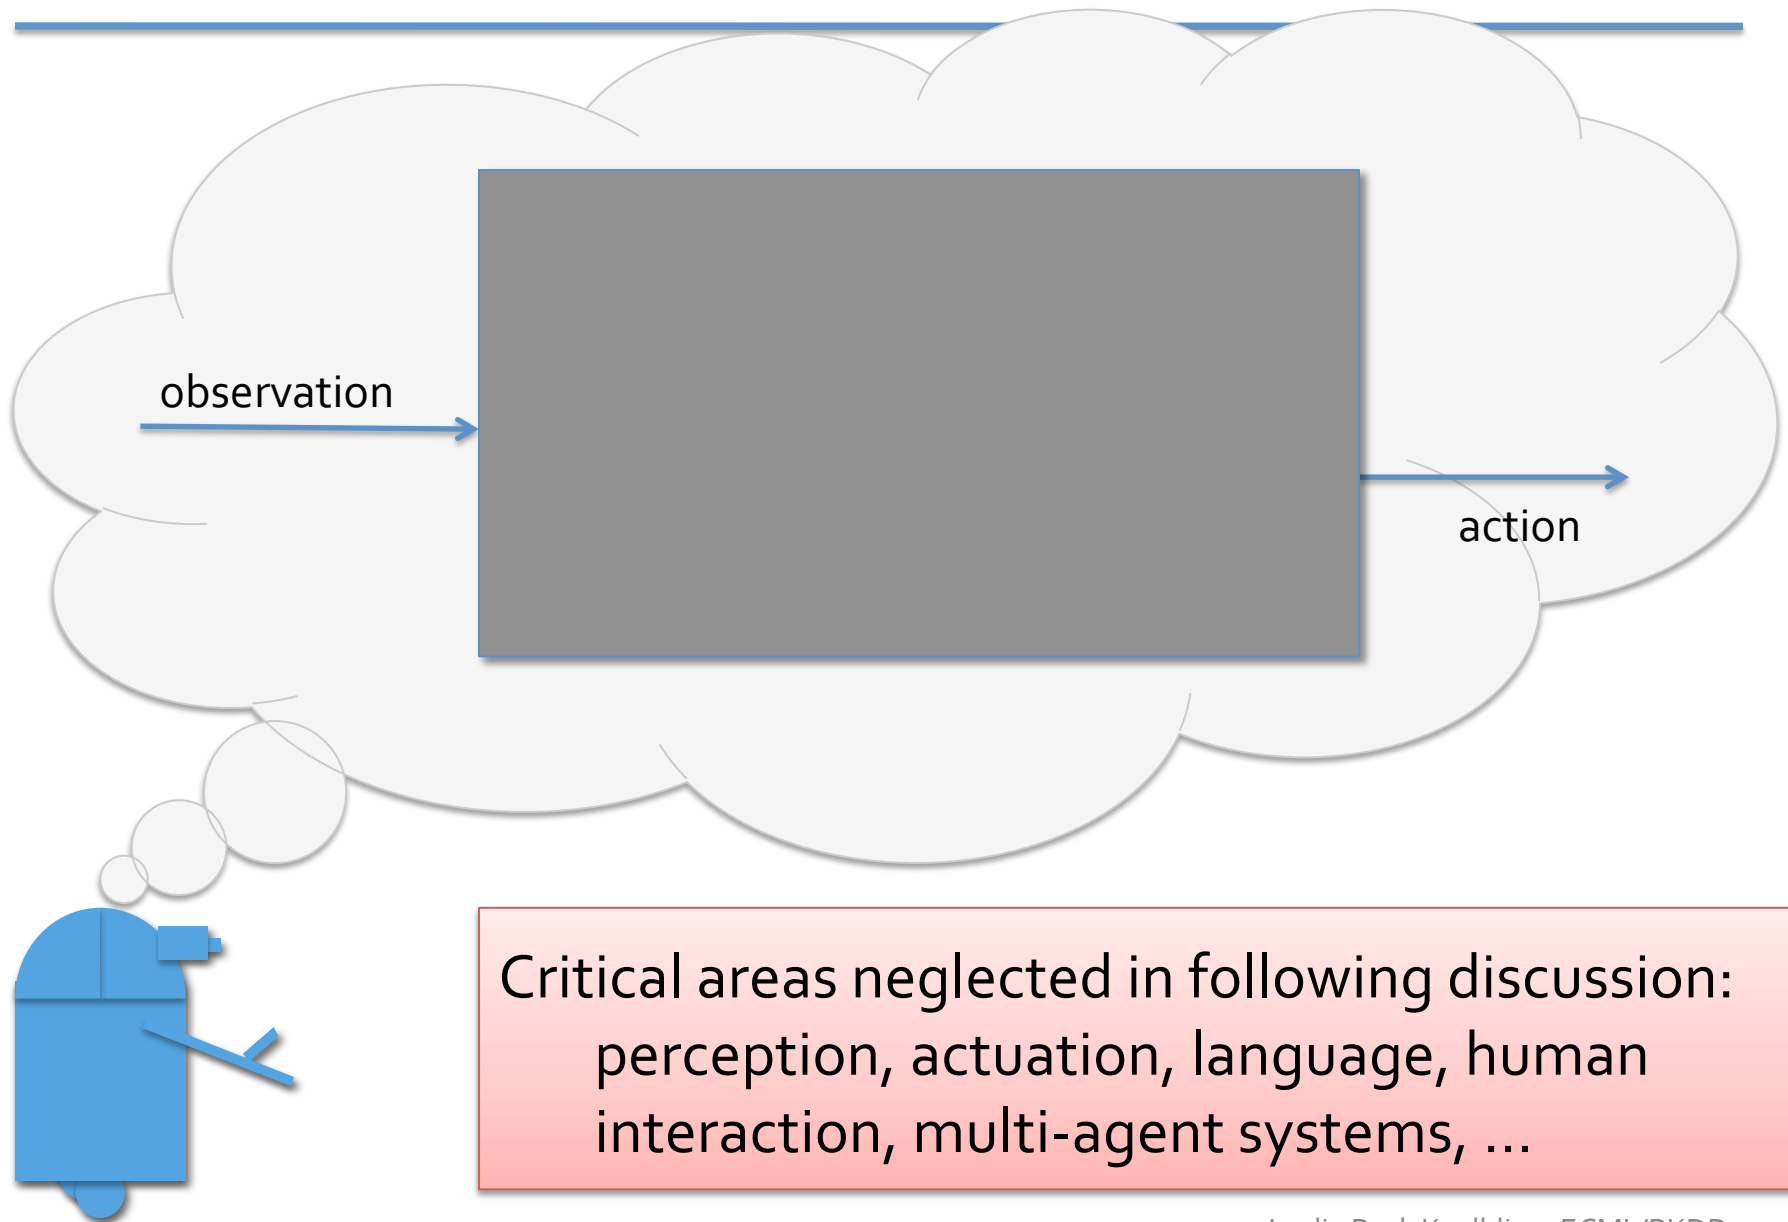 observation
action
Critical areas neglected in following discussion:
perception, actuation, language, human
interaction, multi-agent systems, ...